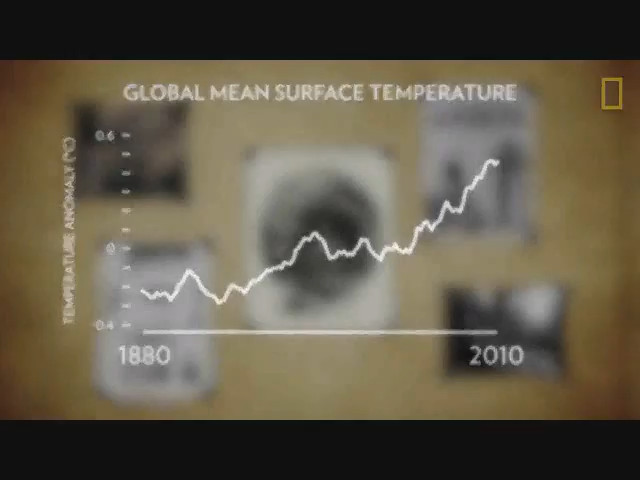 GLOBAL MEAN SURFACE TEMPERATURE
TEMPERATURE ANOMALY (°C)
0.6
0
-0.4
1880
2010